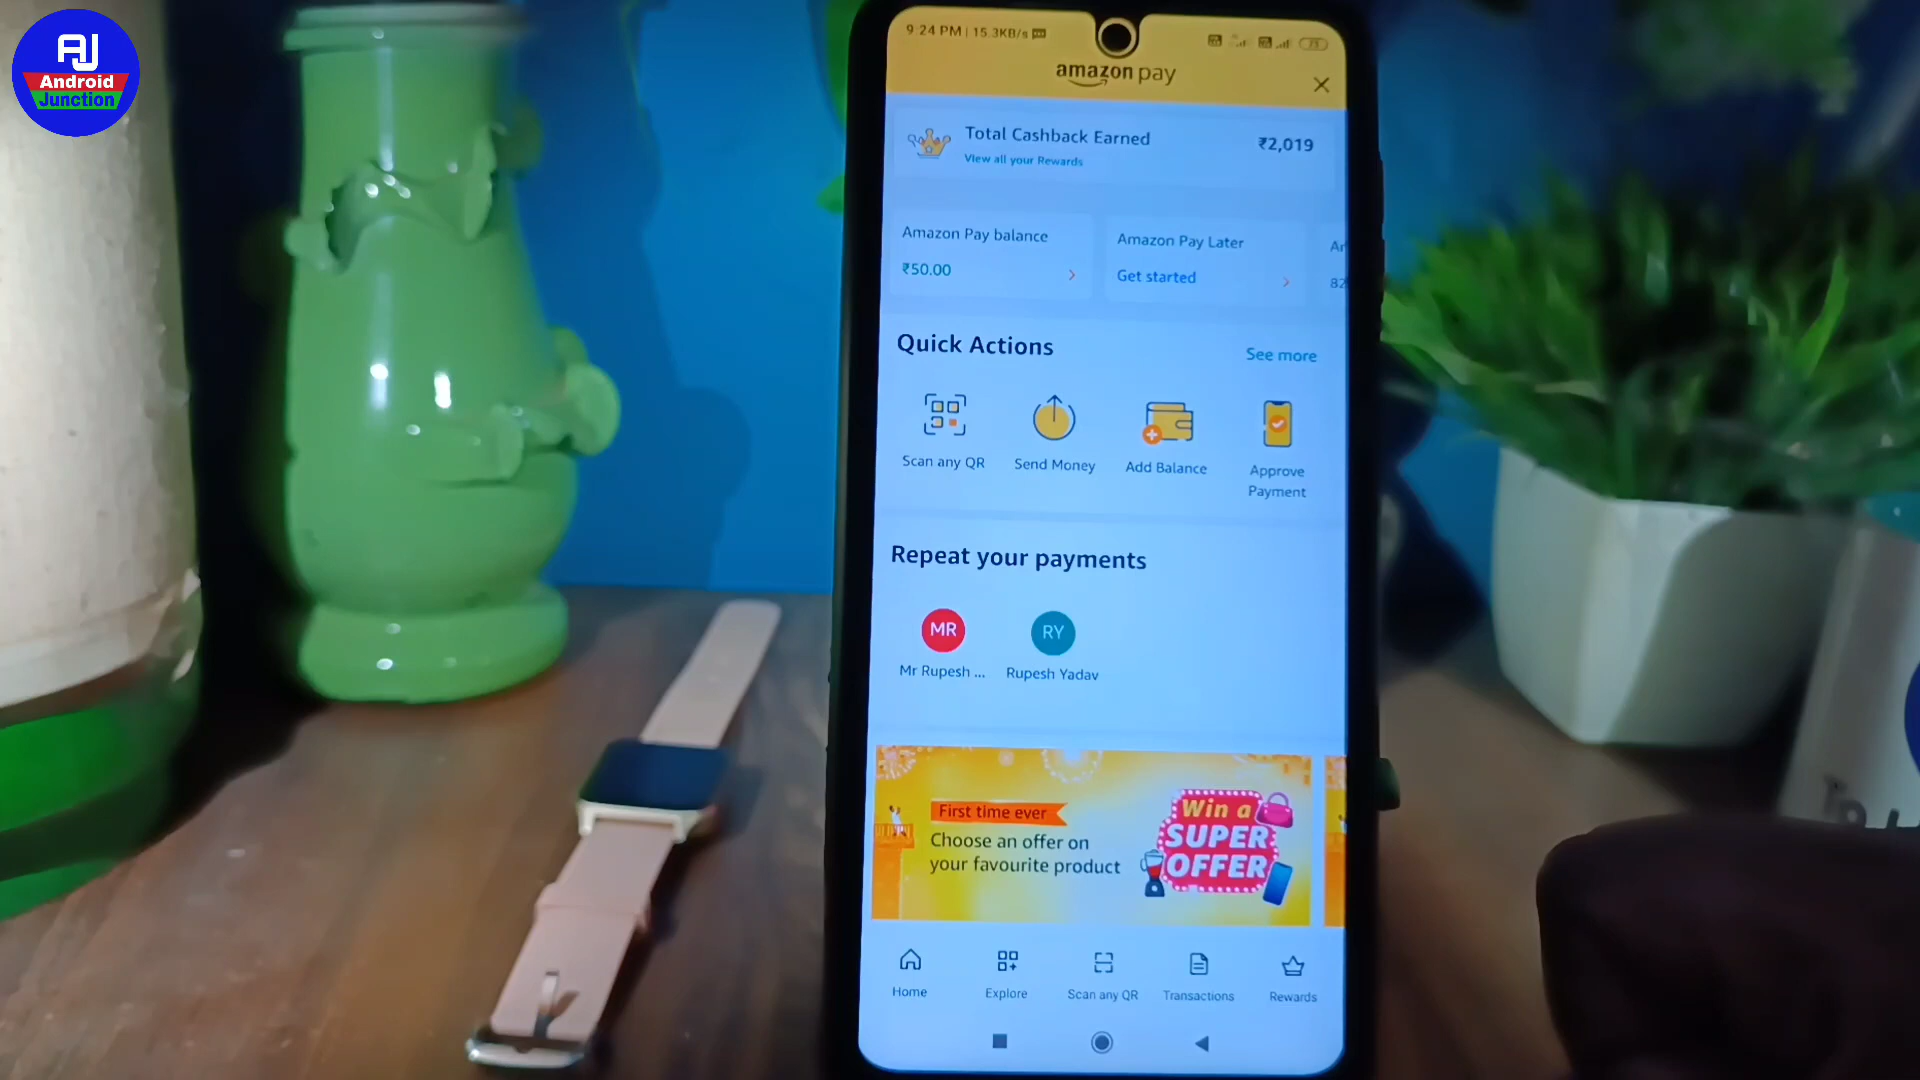 AJ
Android
Junction
9:24 PM | 15.3KB/s
73
amazon pay
Total Cashback Earned
₹2,019
View all your Rewards
Amazon Pay balance
₹50.00
Amazon Pay Later
Get started
82
Quick Actions
See more
Scan any QR
Send Money
Add Balance
Approve
Payment
Repeat your payments
MR
Mr Rupesh ...
RY
Rupesh Yadav
First time ever
Choose an offer on
your favourite product
Win a
SUPER
OFFER
Home
Explore
Scan any QR
Transactions
Rewards